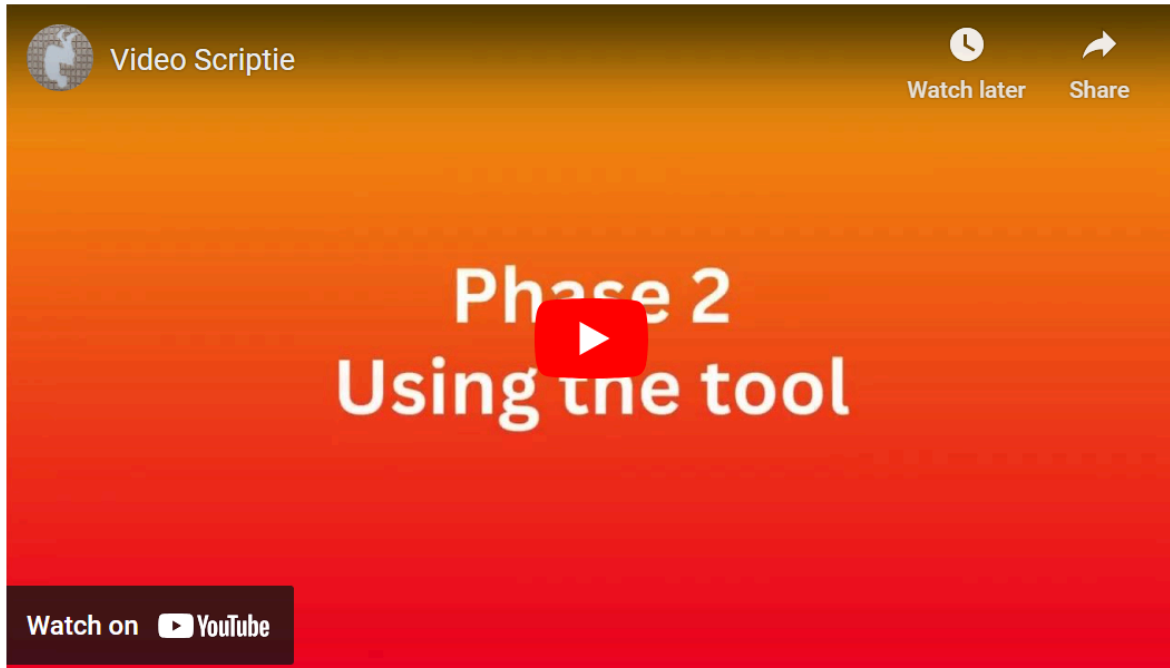 Video Scriptie
Watch later
Share
Phase 2
Using the tool
Watch on YouTube